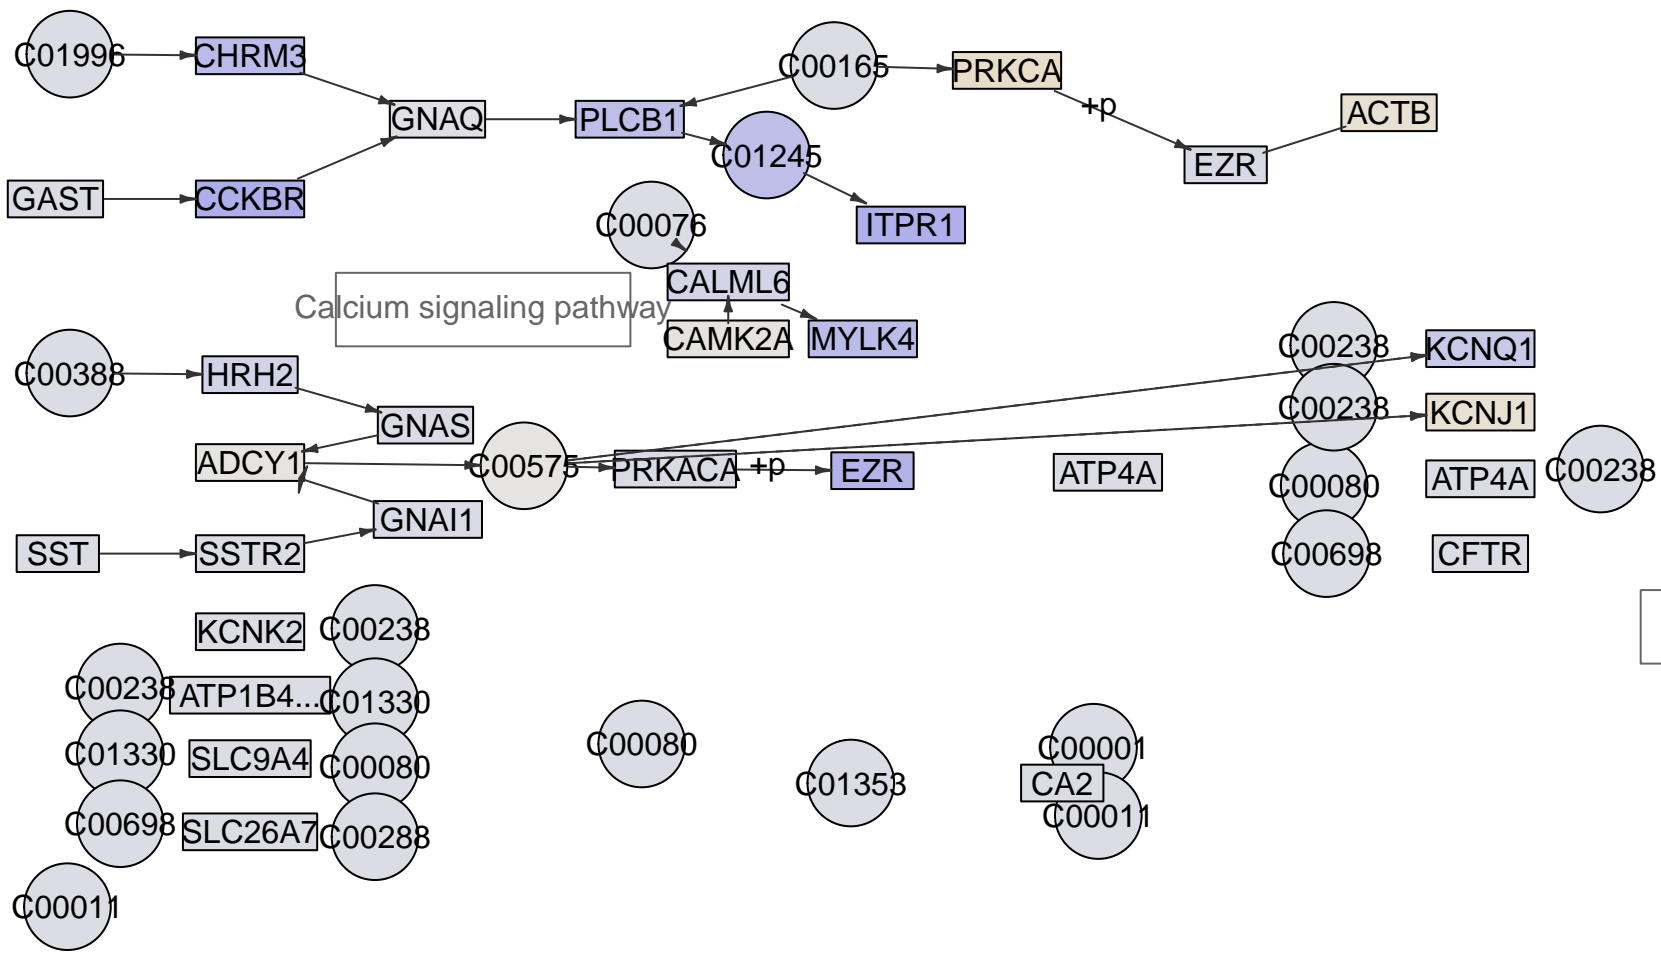 C01996
CHRM3
C00165
PRKCA
+p
ACTB
GNAQ
PLCB1
C01245
EZR
GAST
CCKBR
C00076
ITPR1
CALML6
Calcium signaling pathway
CAMK2A
MYLK4
C00238
KCNQ1
C00388
HRH2
C00238
KCNJ1
GNAS
ADCY1
C00575
PRKACA
+p
EZR
ATP4A
C00080
ATP4A
C00238
GNAI1
SST
SSTR2
C00698
CFTR
KCNK2
C00238
C00238
ATP1B4...
C01330
C01330
SLC9A4
C00080
C00080
C01353
C00001
CA2
C00011
C00698
SLC26A7
C00288
C00011